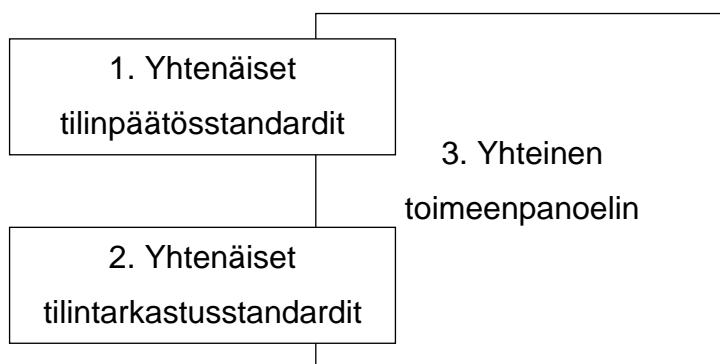 1. Yhtenäiset
tilinpäätösstandardit
3. Yhteinen
toimeenpanoelin
2. Yhtenäiset
tilintarkastusstandardit